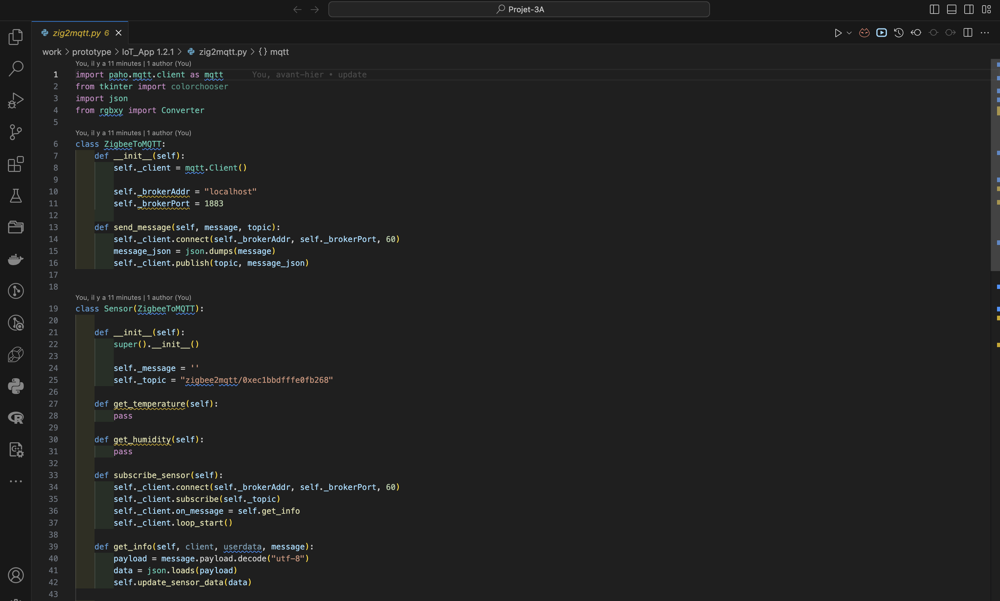 Projet-3A
zig2mqtt.py 6
work > prototype > IoT_App 1.2.1 > zig2mqtt.py > {} mqtt
You, il y a 11 minutes | 1 author (You)
1 import paho.mqtt.client as mqtt You, avant-hier • update
2 from tkinter import colorchooser
3 import json
4 from rgbxy import Converter
5
You, il y a 11 minutes | 1 author (You)
6 class ZigbeeToMQTT:
7 def __init__(self):
8 self._client = mqtt.Client()
9
10 self._brokerAddr = "localhost"
11 self._brokerPort = 1883
12
13 def send_message(self, message, topic):
14 self._client.connect(self._brokerAddr, self._brokerPort, 60)
15 message_json = json.dumps(message)
16 self._client.publish(topic, message_json)
17
18
You, il y a 11 minutes | 1 author (You)
19 class Sensor(ZigbeeToMQTT):
20
21 def __init__(self):
22 super().__init__()
23
24 self._message = ''
25 self._topic = "zigbee2mqtt/0xec1bbdfffe0fb268"
26
27 def get_temperature(self):
28 pass
29
30 def get_humidity(self):
31 pass
32
33 def subscribe_sensor(self):
34 self._client.connect(self._brokerAddr, self._brokerPort, 60)
35 self._client.subscribe(self._topic)
36 self._client.on_message = self.get_info
37 self._client.loop_start()
38
39 def get_info(self, client, userdata, message):
40 payload = message.payload.decode("utf-8")
41 data = json.loads(payload)
42 self.update_sensor_data(data)
43